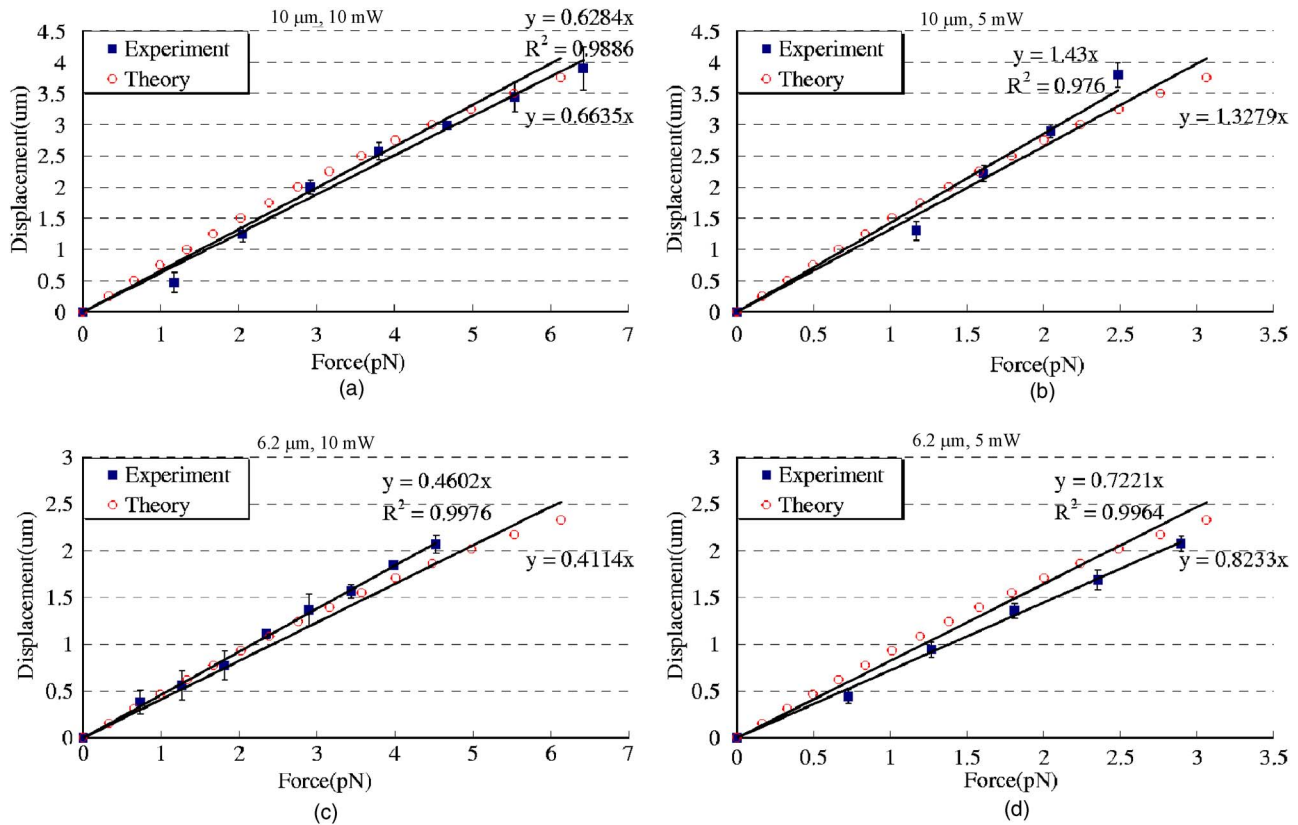 10 μm, 10 mW
y = 0.6284x
R² = 0.9886
y = 0.6635x
Experiment
Theory
Displacement(um)
4.5
4
3.5
3
2.5
2
1.5
1
0.5
0
0 1 2 3 4 5 6 7
Force(pN)
(a)
10 μm, 5 mW
y = 1.43x
R² = 0.976
y = 1.3279x
Experiment
Theory
Displacement(um)
4.5
4
3.5
3
2.5
2
1.5
1
0.5
0
0 0.5 1 1.5 2 2.5 3 3.5
Force(pN)
(b)
6.2 μm, 10 mW
y = 0.4602x
R² = 0.9976
y = 0.4114x
Experiment
Theory
Displacement(um)
3
2.5
2
1.5
1
0.5
0
0 1 2 3 4 5 6 7
Force(pN)
(c)
6.2 μm, 5 mW
y = 0.7221x
R² = 0.9964
y = 0.8233x
Experiment
Theory
Displacement(um)
3
2.5
2
1.5
1
0.5
0
0 0.5 1 1.5 2 2.5 3 3.5
Force(pN)
(d)